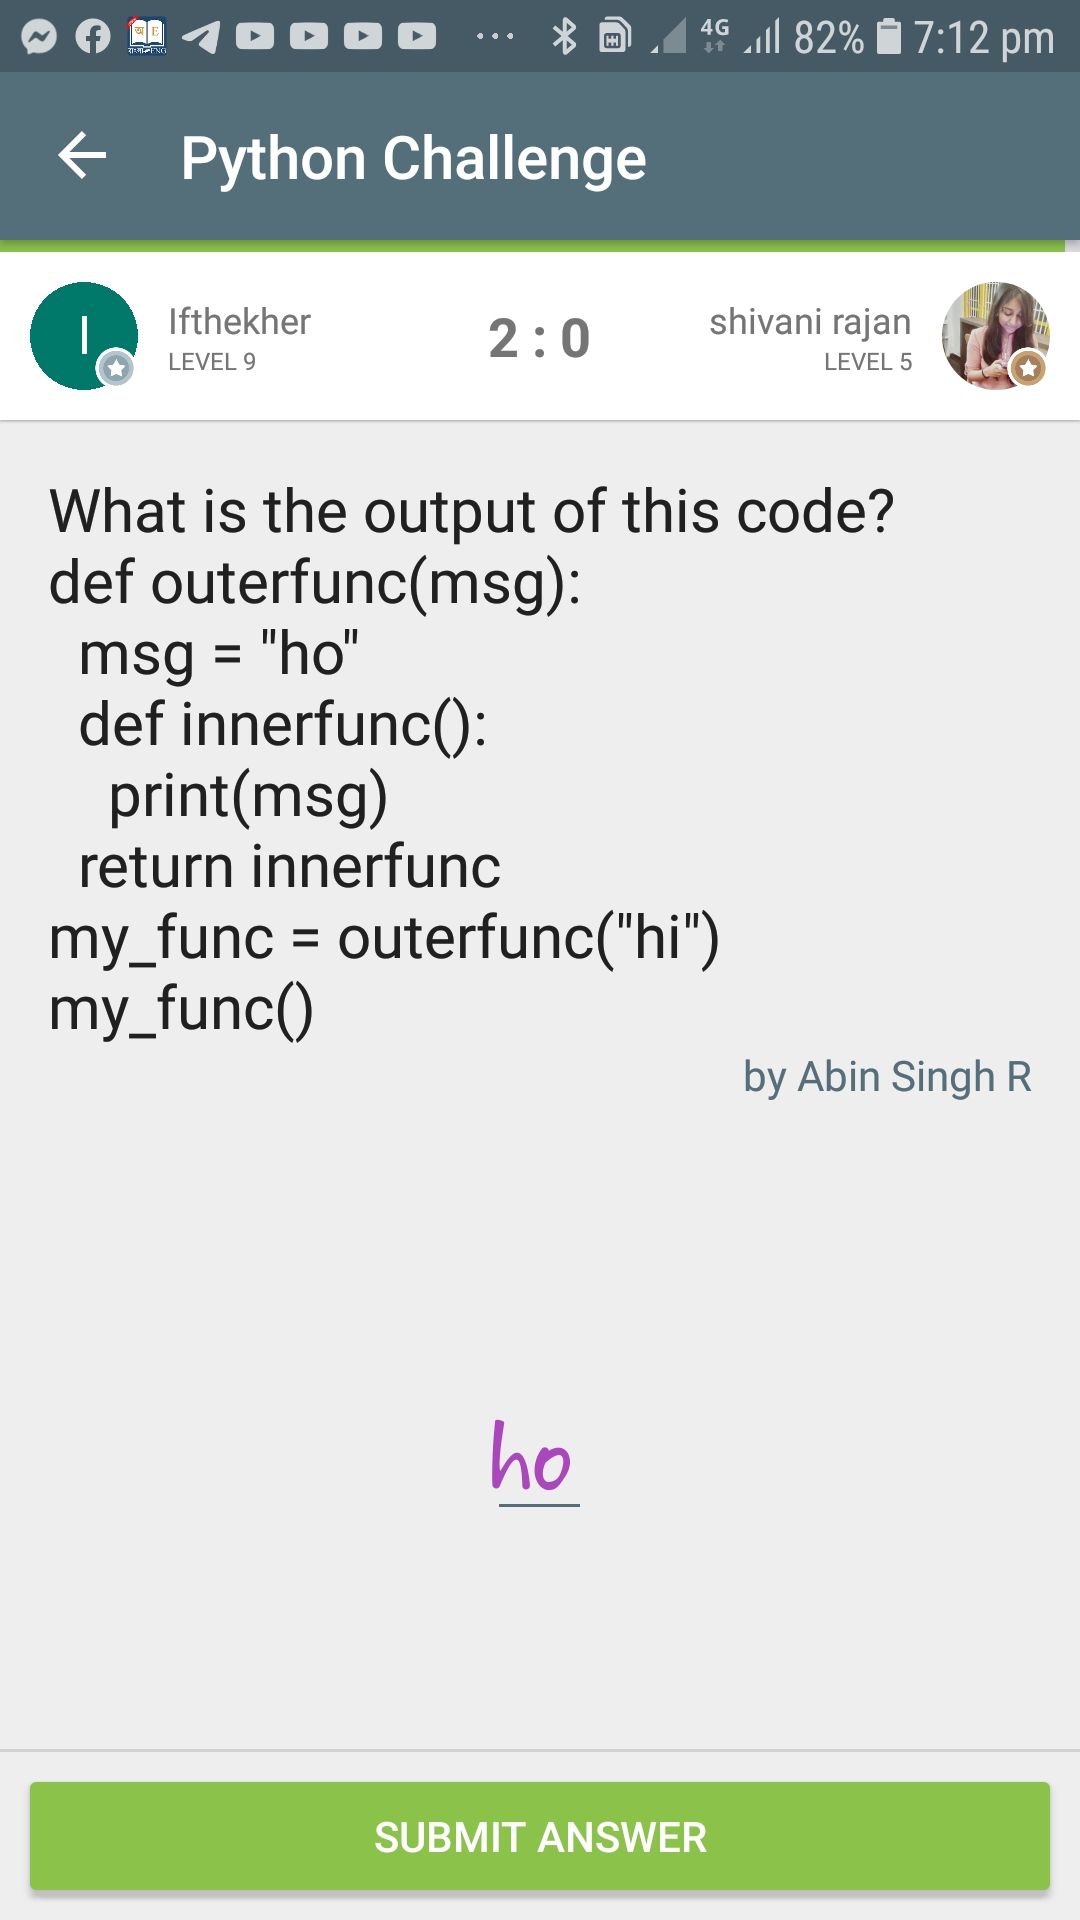 4G 82% 7:12 pm
Python Challenge
I Ifthekher 2 : 0 shivani rajan
LEVEL 9 LEVEL 5
What is the output of this code?
def outerfunc(msg):
msg = "ho"
def innerfunc():
print(msg)
return innerfunc
my_func = outerfunc("hi")
my_func()
by Abin Singh R
ho
SUBMIT ANSWER